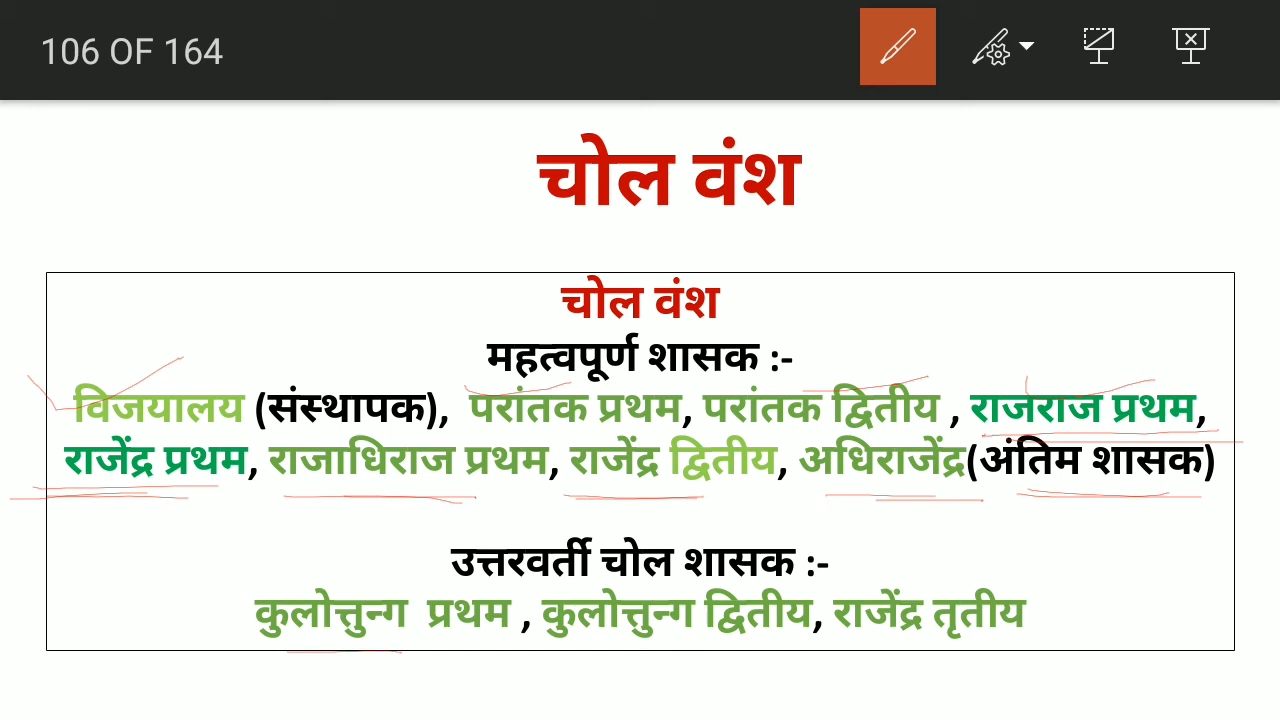 106 OF 164
चोल वंश
चोल वंश
महत्वपूर्ण शासक :-
विजयालय (संस्थापक), परांतक प्रथम, परांतक द्वितीय , राजराज प्रथम,
राजेंद्र प्रथम, राजाधिराज प्रथम, राजेंद्र द्वितीय, अधिराजेंद्र(अंतिम शासक)
उत्तरवर्ती चोल शासक :-
कुलोत्तुन्ग प्रथम , कुलोत्तुन्ग द्वितीय, राजेंद्र तृतीय